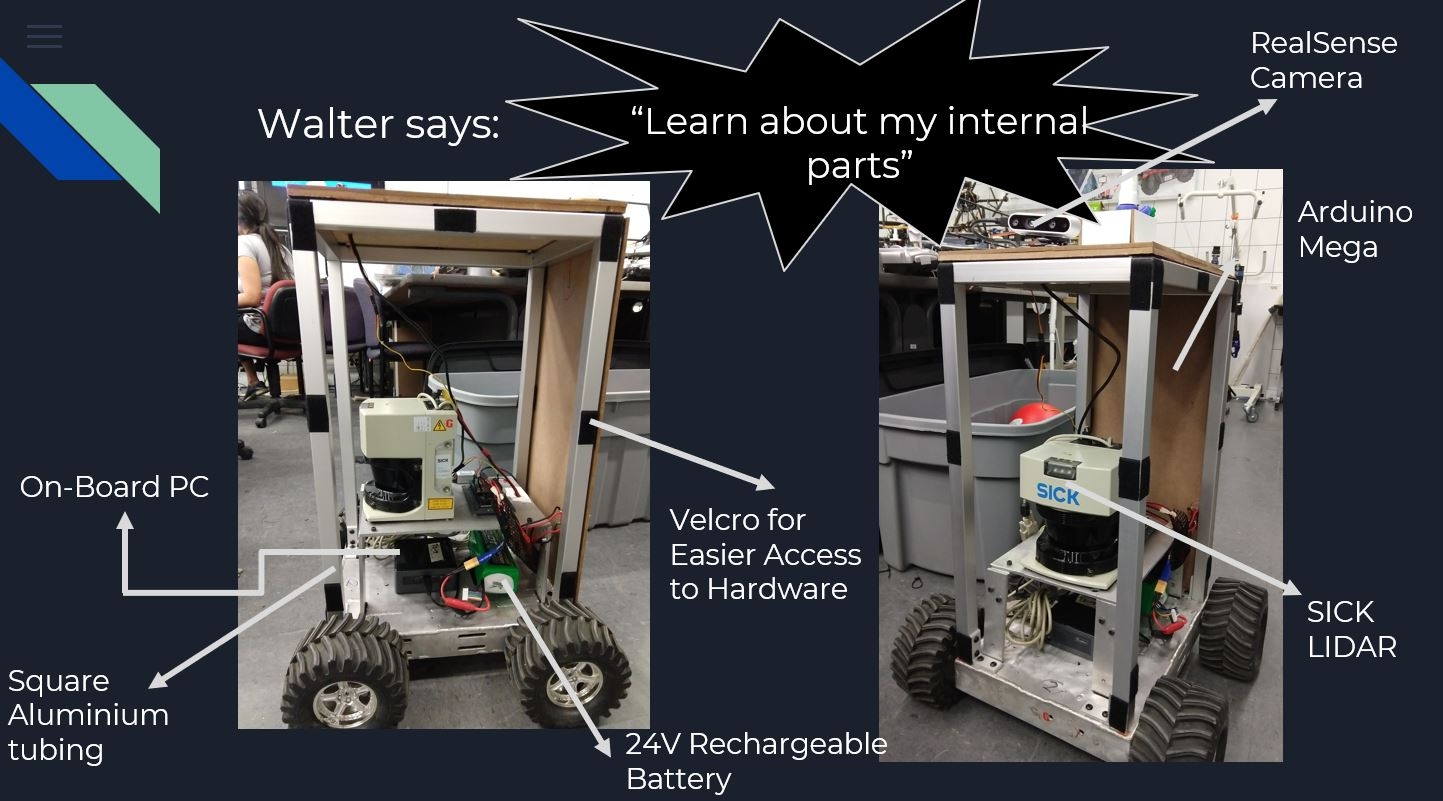 Walter says:
“Learn about my internal
parts”
RealSense
Camera
Arduino
Mega
On-Board PC
Velcro for
Easier Access
to Hardware
SICK
SICK
LIDAR
Square
Aluminium
tubing
24V Rechargeable
Battery